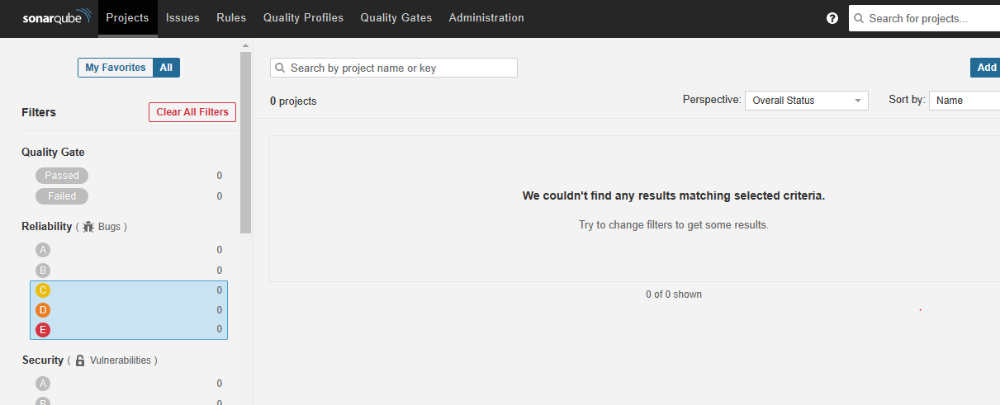 sonarqube Projects Issues Rules Quality Profiles Quality Gates Administration ? Search for projects...
My Favorites All
Search by project name or key
Add
Filters Clear All Filters
0 projects
Perspective: Overall Status Sort by: Name
Quality Gate
Passed 0
Failed 0
Reliability ( Bugs )
A 0
B 0
C 0
D 0
E 0
Security ( Vulnerabilities )
A 0
B 0
We couldn't find any results matching selected criteria.
Try to change filters to get some results.
0 of 0 shown